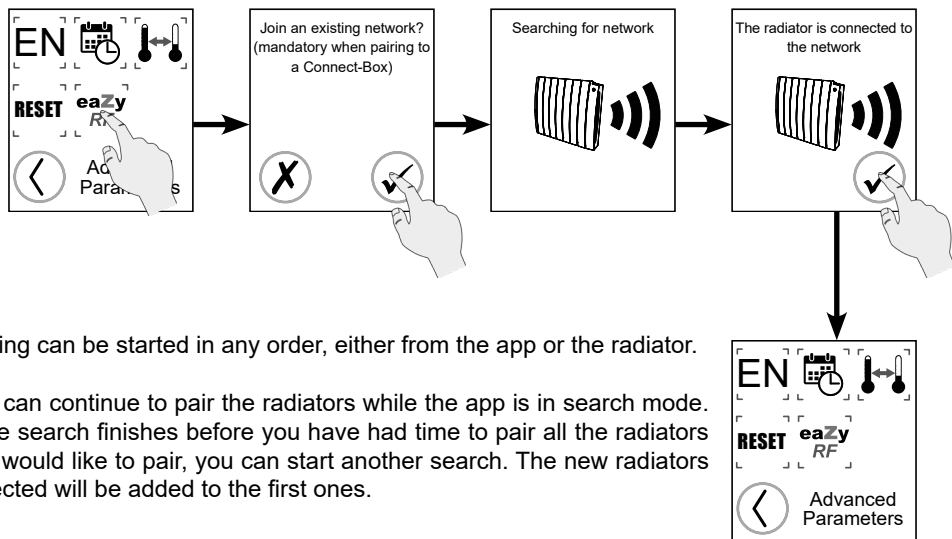 EN
RESET
eaZy
Join an existing network?
(mandatory when pairing to
a Connect-Box)
X
Searching for network
The radiator is connected to
the network
ing can be started in any order, either from the app or the radiator.
can continue to pair the radiators while the app is in search mode.
e search finishes before you have had time to pair all the radiators
would like to pair, you can start another search. The new radiators
ected will be added to the first ones.
EN
RESET
eaZy
RF
Advanced
Parameters